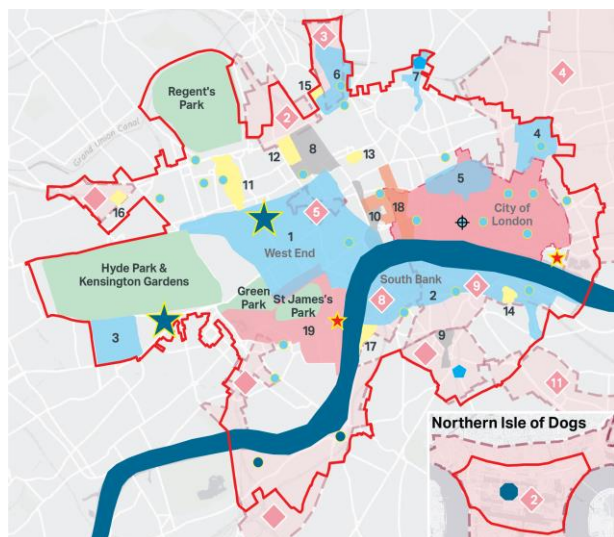 3
Regent's
Park
15
6
7
4
2
Grand Union Canal
12
8
13
4
11
5
16
5
10
18
City of
London
1
West End
Hyde Park &
Kensington Gardens
Green
Park
St James's
Park
South Bank
8
2
9
3
19
14
17
9
11
Northern Isle of Dogs
2